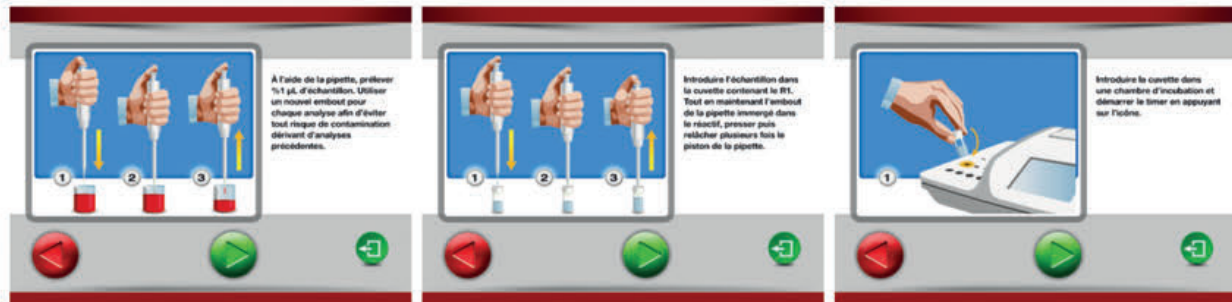 À l'aide de la pipette, prélever
%1 µL d'échantillon. Utiliser
un nouvel embout pour
chaque analyse afin d'éviter
tout risque de contamination
dérivant d'analyses
précédentes.
1
2
3
Introduire l'échantillon dans
la cuvette contenant le R1.
Tout en maintenant l'embout
de la pipette immergé dans
le réactif, presser puis
relâcher plusieurs fois le
piston de la pipette.
1
2
3
Introduire la cuvette dans
une chambre d'incubation et
démarrer le timer en appuyant
sur l'icône.
1